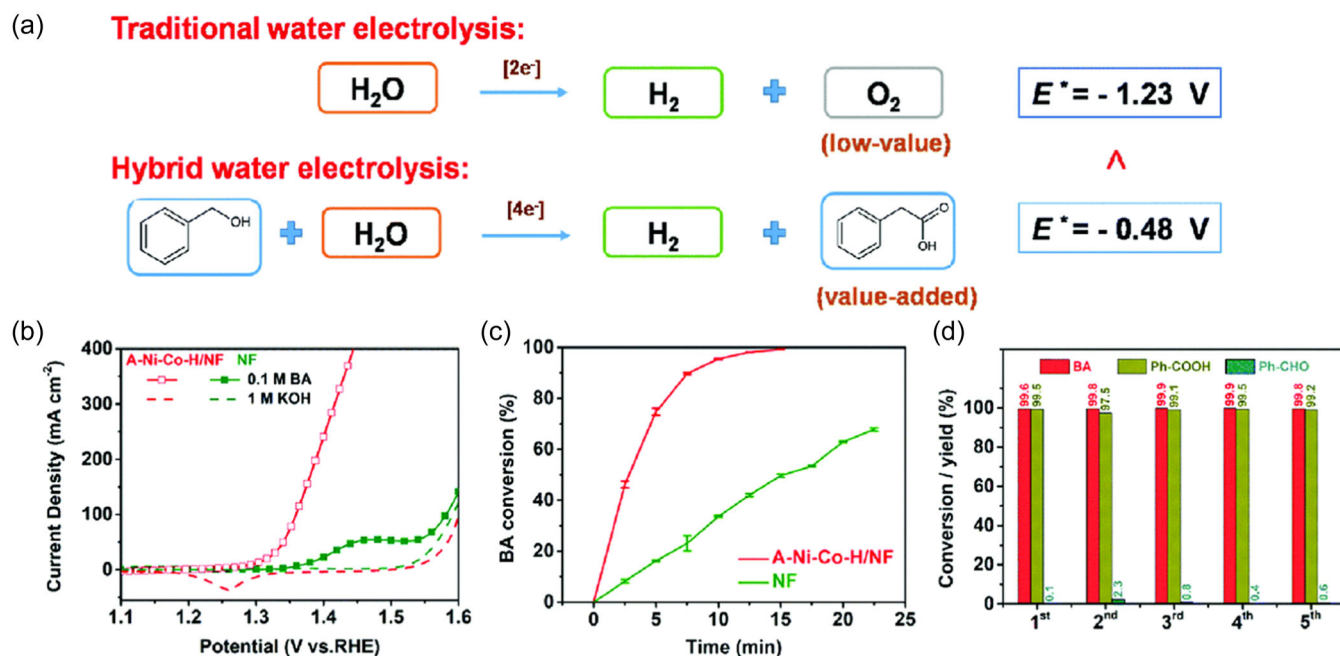 (a)
Traditional water electrolysis:
H₂O [2e⁻] H₂ + O₂ E * = - 1.23 V
(low-value) <
Hybrid water electrolysis:
OH + H₂O [4e⁻] H₂ + O OH E * = - 0.48 V
(value-added)
(b)
400
300
200
100
0
Current Density (mA cm⁻²)
A-Ni-Co-H/NF NF
0.1 M BA
1 M KOH
1.1 1.2 1.3 1.4 1.5 1.6
Potential (V vs.RHE)
(c)
100
80
60
40
20
0
BA conversion (%)
A-Ni-Co-H/NF
NF
0 5 10 15 20 25
Time (min)
(d)
100
80
60
40
20
0
Conversion / yield (%)
BA Ph-COOH Ph-CHO
99.6 99.5 0.1
99.8 97.5 2.3
99.9 99.1 0.8
99.9 99.5 0.4
99.8 99.2 0.6
1ˢᵗ 2ⁿᵈ 3ʳᵈ 4ᵗʰ 5ᵗʰ